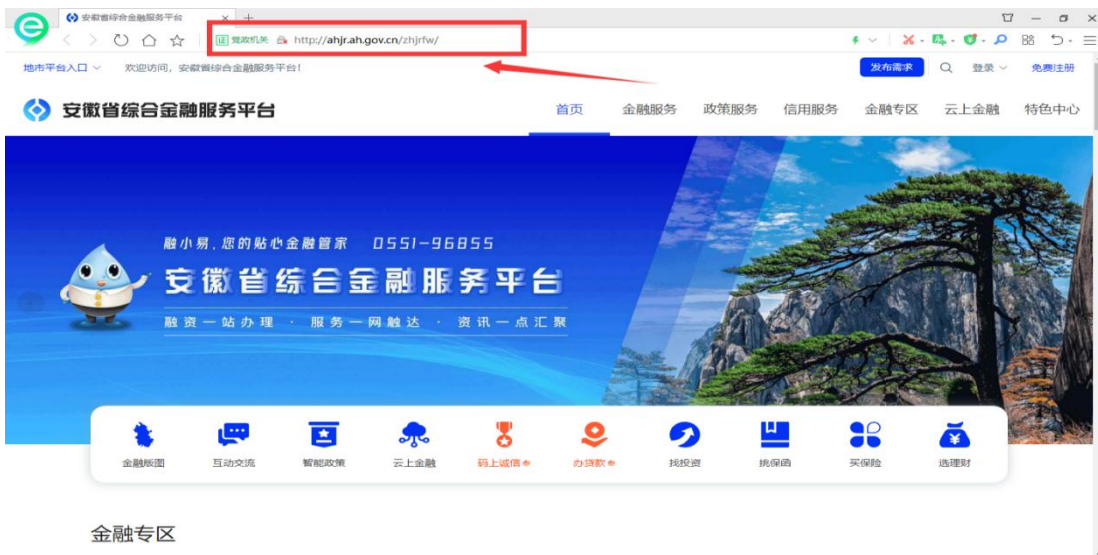 安徽省综合金融服务平台
党政机关 http://ahjr.ah.gov.cn/zhjrfw/
地市平台入口 欢迎访问，安徽省综合金融服务平台！ 发布需求 登录 免费注册
安徽省综合金融服务平台 首页 金融服务 政策服务 信用服务 金融专区 云上金融 特色中心
融小易，您的贴心金融管家 0551-96855
安徽省综合金融服务平台
融资一站办理 · 服务一网触达 · 资讯一点汇聚
金融版图 互动交流 智能政策 云上金融 码上诚信 办贷款 找投资 挑保函 买保险 选理财
金融专区